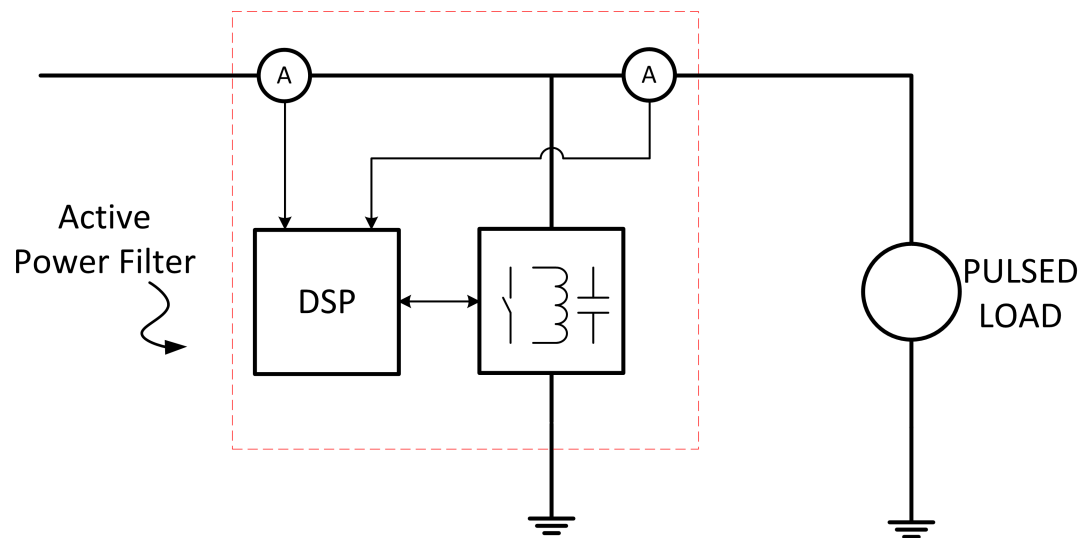 A
A
Active
Power Filter
DSP
PULSED
LOAD